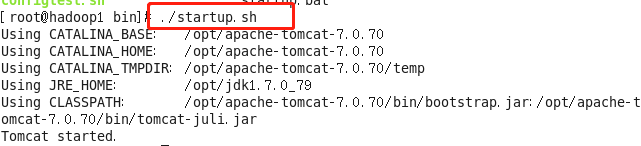 configtest.sh startup.bat
[root@hadoop1 bin]# ./startup.sh
Using CATALINA_BASE: /opt/apache-tomcat-7.0.70
Using CATALINA_HOME: /opt/apache-tomcat-7.0.70
Using CATALINA_TMPDIR: /opt/apache-tomcat-7.0.70/temp
Using JRE_HOME: /opt/jdk1.7.0_79
Using CLASSPATH: /opt/apache-tomcat-7.0.70/bin/bootstrap.jar:/opt/apache-t
omcat-7.0.70/bin/tomcat-juli.jar
Tomcat started.